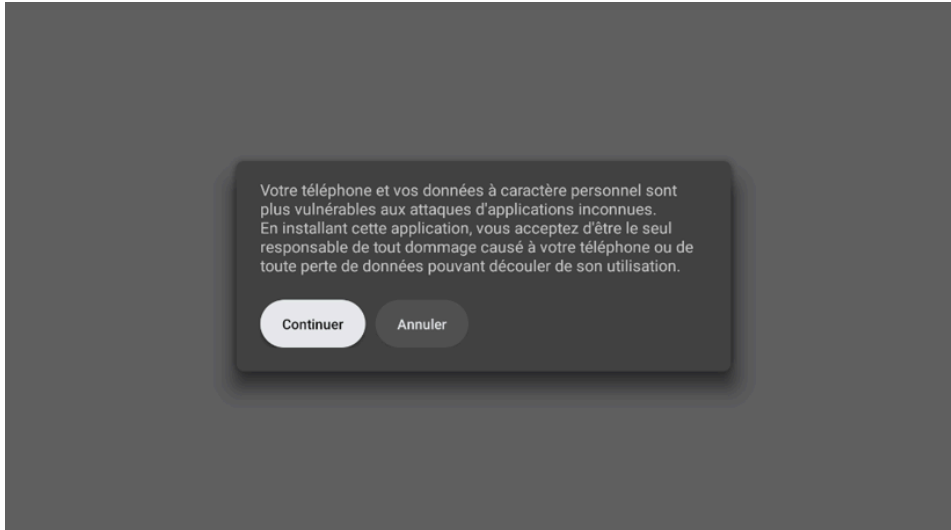 Votre téléphone et vos données à caractère personnel sont
plus vulnérables aux attaques d'applications inconnues.
En installant cette application, vous acceptez d'être le seul
responsable de tout dommage causé à votre téléphone ou de
toute perte de données pouvant découler de son utilisation.
Continuer
Annuler